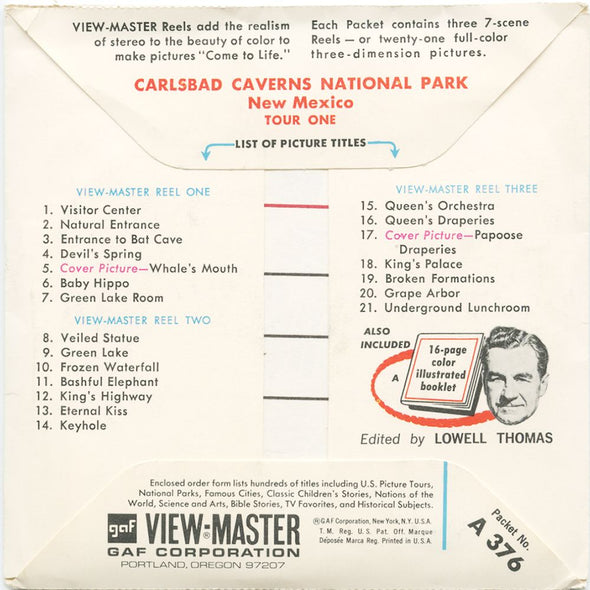 VIEW-MASTER Reels add the realism
of stereo to the beauty of color to
make pictures "Come to Life."
Each Packet contains three 7-scene
Reels — or twenty-one full-color
three-dimension pictures.
CARLSBAD CAVERNS NATIONAL PARK
New Mexico
TOUR ONE
LIST OF PICTURE TITLES
VIEW-MASTER REEL ONE
1. Visitor Center
2. Natural Entrance
3. Entrance to Bat Cave
4. Devil's Spring
5. Cover Picture—Whale's Mouth
6. Baby Hippo
7. Green Lake Room
VIEW-MASTER REEL TWO
8. Veiled Statue
9. Green Lake
10. Frozen Waterfall
11. Bashful Elephant
12. King's Highway
13. Eternal Kiss
14. Keyhole
VIEW-MASTER REEL THREE
15. Queen's Orchestra
16. Queen's Draperies
17. Cover Picture—Papoose
Draperies
18. King's Palace
19. Broken Formations
20. Grape Arbor
21. Underground Lunchroom
ALSO
INCLUDED
A
16-page
color
illustrated
booklet
Edited by LOWELL THOMAS
Enclosed order form lists hundreds of titles including U.S. Picture Tours,
National Parks, Famous Cities, Classic Children's Stories, Nations of the
World, Science and Arts, Bible Stories, TV Favorites, and Historical Subjects.
gaf VIEW-MASTER®
GAF CORPORATION
PORTLAND, OREGON 97207
®GAF Corporation, New York, N.Y. U.S.A.
T. M. Reg. U.S. Pat. Off. Marque
Déposée Marca Reg. Printed in U.S.A.
Packet No.
A 376